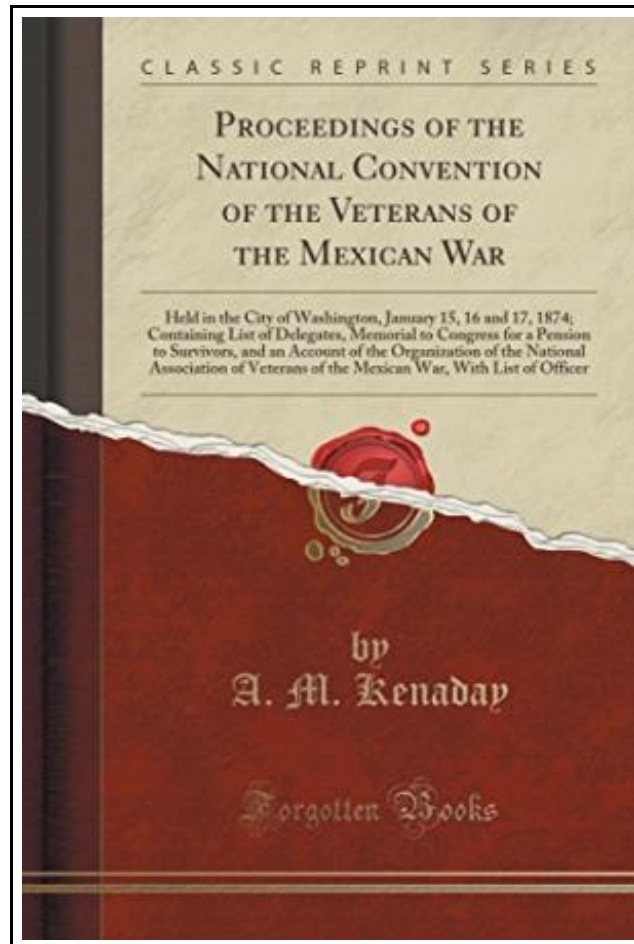 CLASSIC REPRINT SERIES
PROCEEDINGS OF THE
NATIONAL CONVENTION
OF THE VETERANS OF
THE MEXICAN WAR
Held in the City of Washington, January 15, 16 and 17, 1874;
Containing List of Delegates, Memorial to Congress for a Pension
to Survivors, and an Account of the Organization of the National
Association of Veterans of the Mexican War, With List of Officer
by
A. M. Kenaday
Forgotten Books